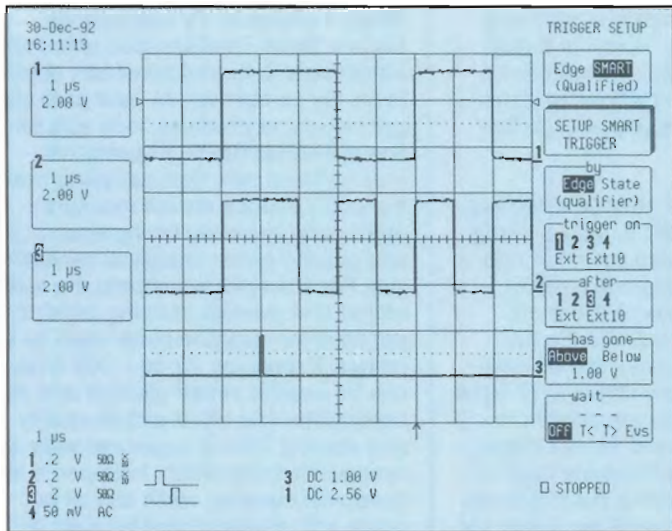 30-Dec-92
16:11:13
TRIGGER SETUP
1
1 µs
2.00 V
2
1 µs
2.00 V
3
1 µs
2.00 V
1
2
3
Edge SMART
(Qualified)
SETUP SMART
TRIGGER
by
Edge State
(qualifier)
trigger on
1 2 3 4
Ext Ext10
after
1 2 3 4
Ext Ext10
has gone
Above Below
1.00 V
wait
- - -
OFF T< T> Evs
1 µs
1 .2 V 50Ω
2 .2 V 50Ω
3 2 V 50Ω
4 50 mV AC
3 DC 1.00 V
1 DC 2.56 V
STOPPED